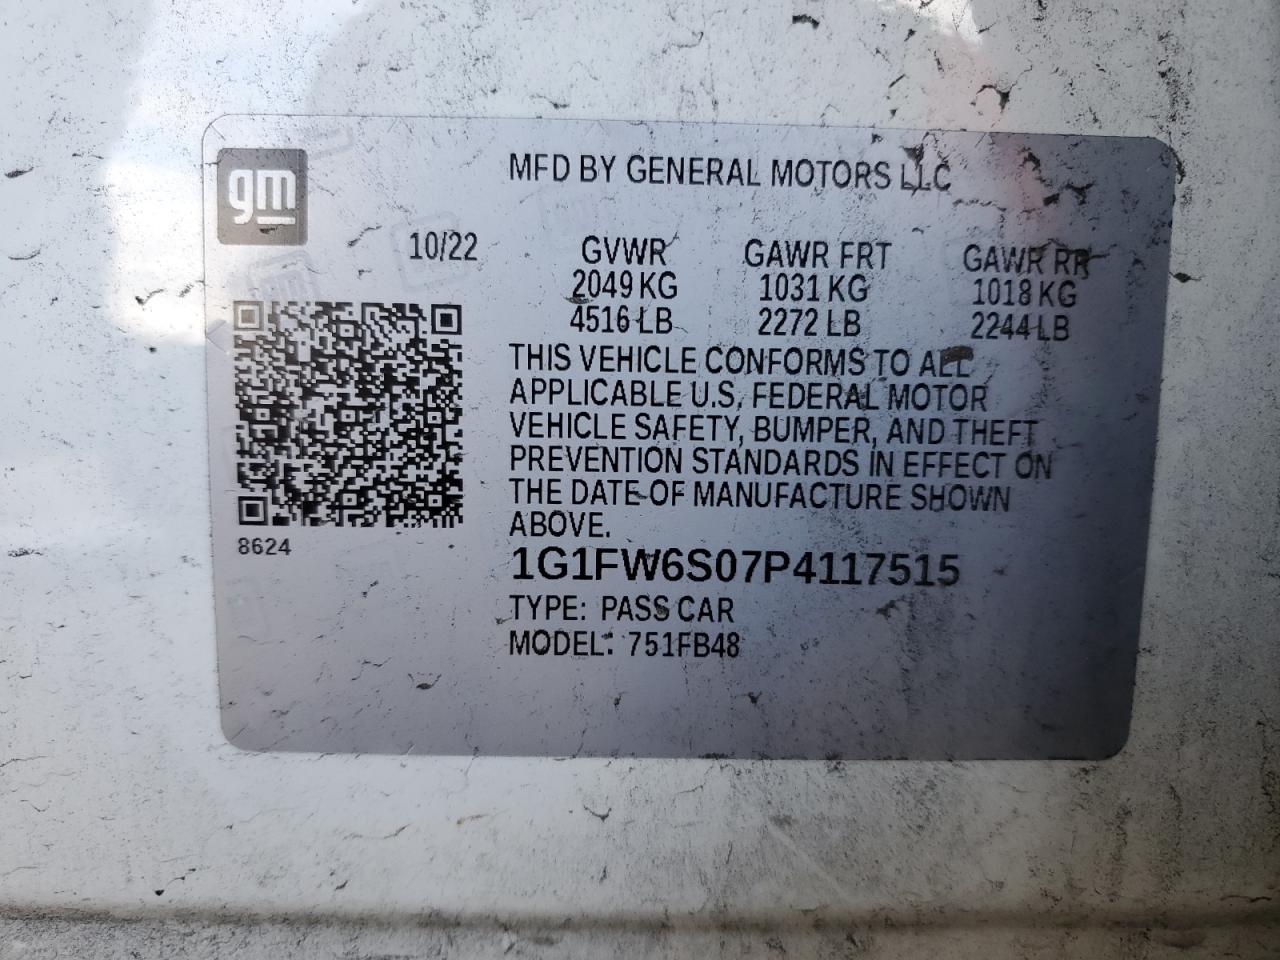 gm
MFD BY GENERAL MOTORS LLC
10/22 GVWR GAWR FRT GAWR RR
2049 KG 1031 KG 1018 KG
4516 LB 2272 LB 2244 LB
THIS VEHICLE CONFORMS TO ALL
APPLICABLE U.S. FEDERAL MOTOR
VEHICLE SAFETY, BUMPER, AND THEFT
PREVENTION STANDARDS IN EFFECT ON
THE DATE OF MANUFACTURE SHOWN
ABOVE.
8624
1G1FW6S07P4117515
TYPE: PASS CAR
MODEL: 751FB48